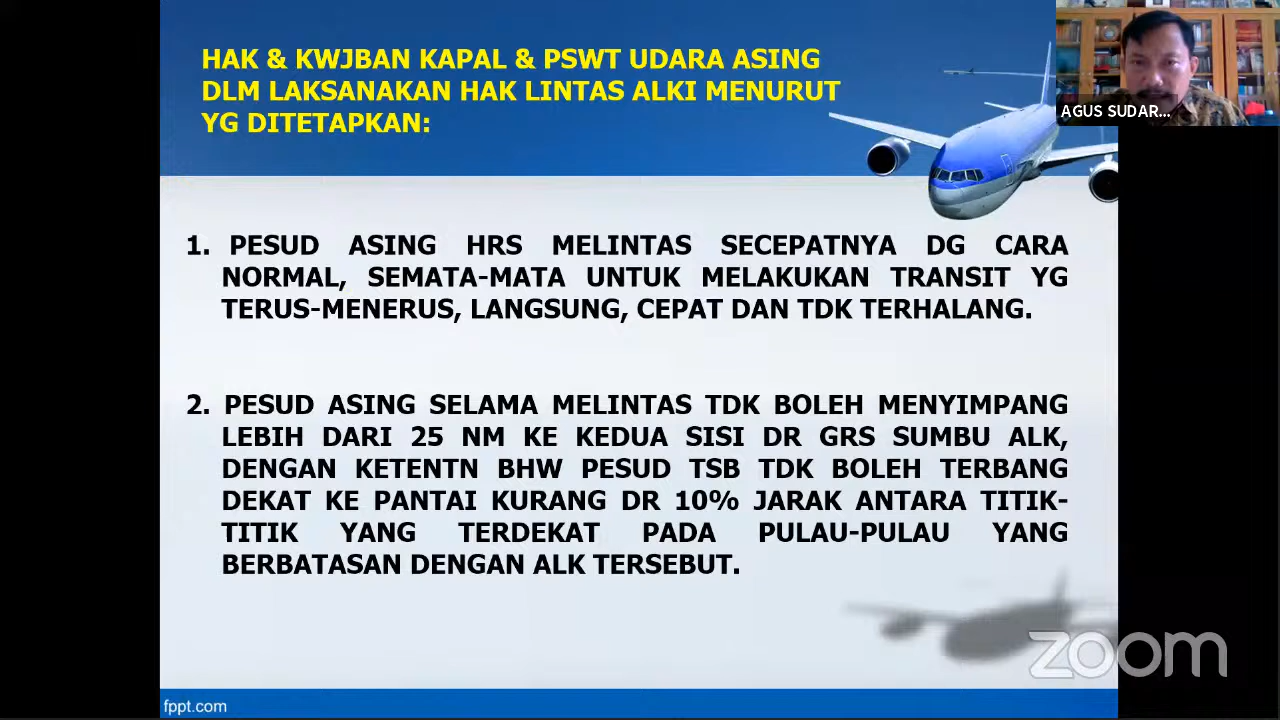 HAK & KWJBAN KAPAL & PSWT UDARA ASING
DLM LAKSANAKAN HAK LINTAS ALKI MENURUT
YG DITETAPKAN:
AGUS SUDAR...
1. PESUD ASING HRS MELINTAS SECEPATNYA DG CARA
NORMAL, SEMATA-MATA UNTUK MELAKUKAN TRANSIT YG
TERUS-MENERUS, LANGSUNG, CEPAT DAN TDK TERHALANG.
2. PESUD ASING SELAMA MELINTAS TDK BOLEH MENYIMPANG
LEBIH DARI 25 NM KE KEDUA SISI DR GRS SUMBU ALK,
DENGAN KETENTN BHW PESUD TSB TDK BOLEH TERBANG
DEKAT KE PANTAI KURANG DR 10% JARAK ANTARA TITIK-
TITIK YANG TERDEKAT PADA PULAU-PULAU YANG
BERBATASAN DENGAN ALK TERSEBUT.
zoom
fppt.com